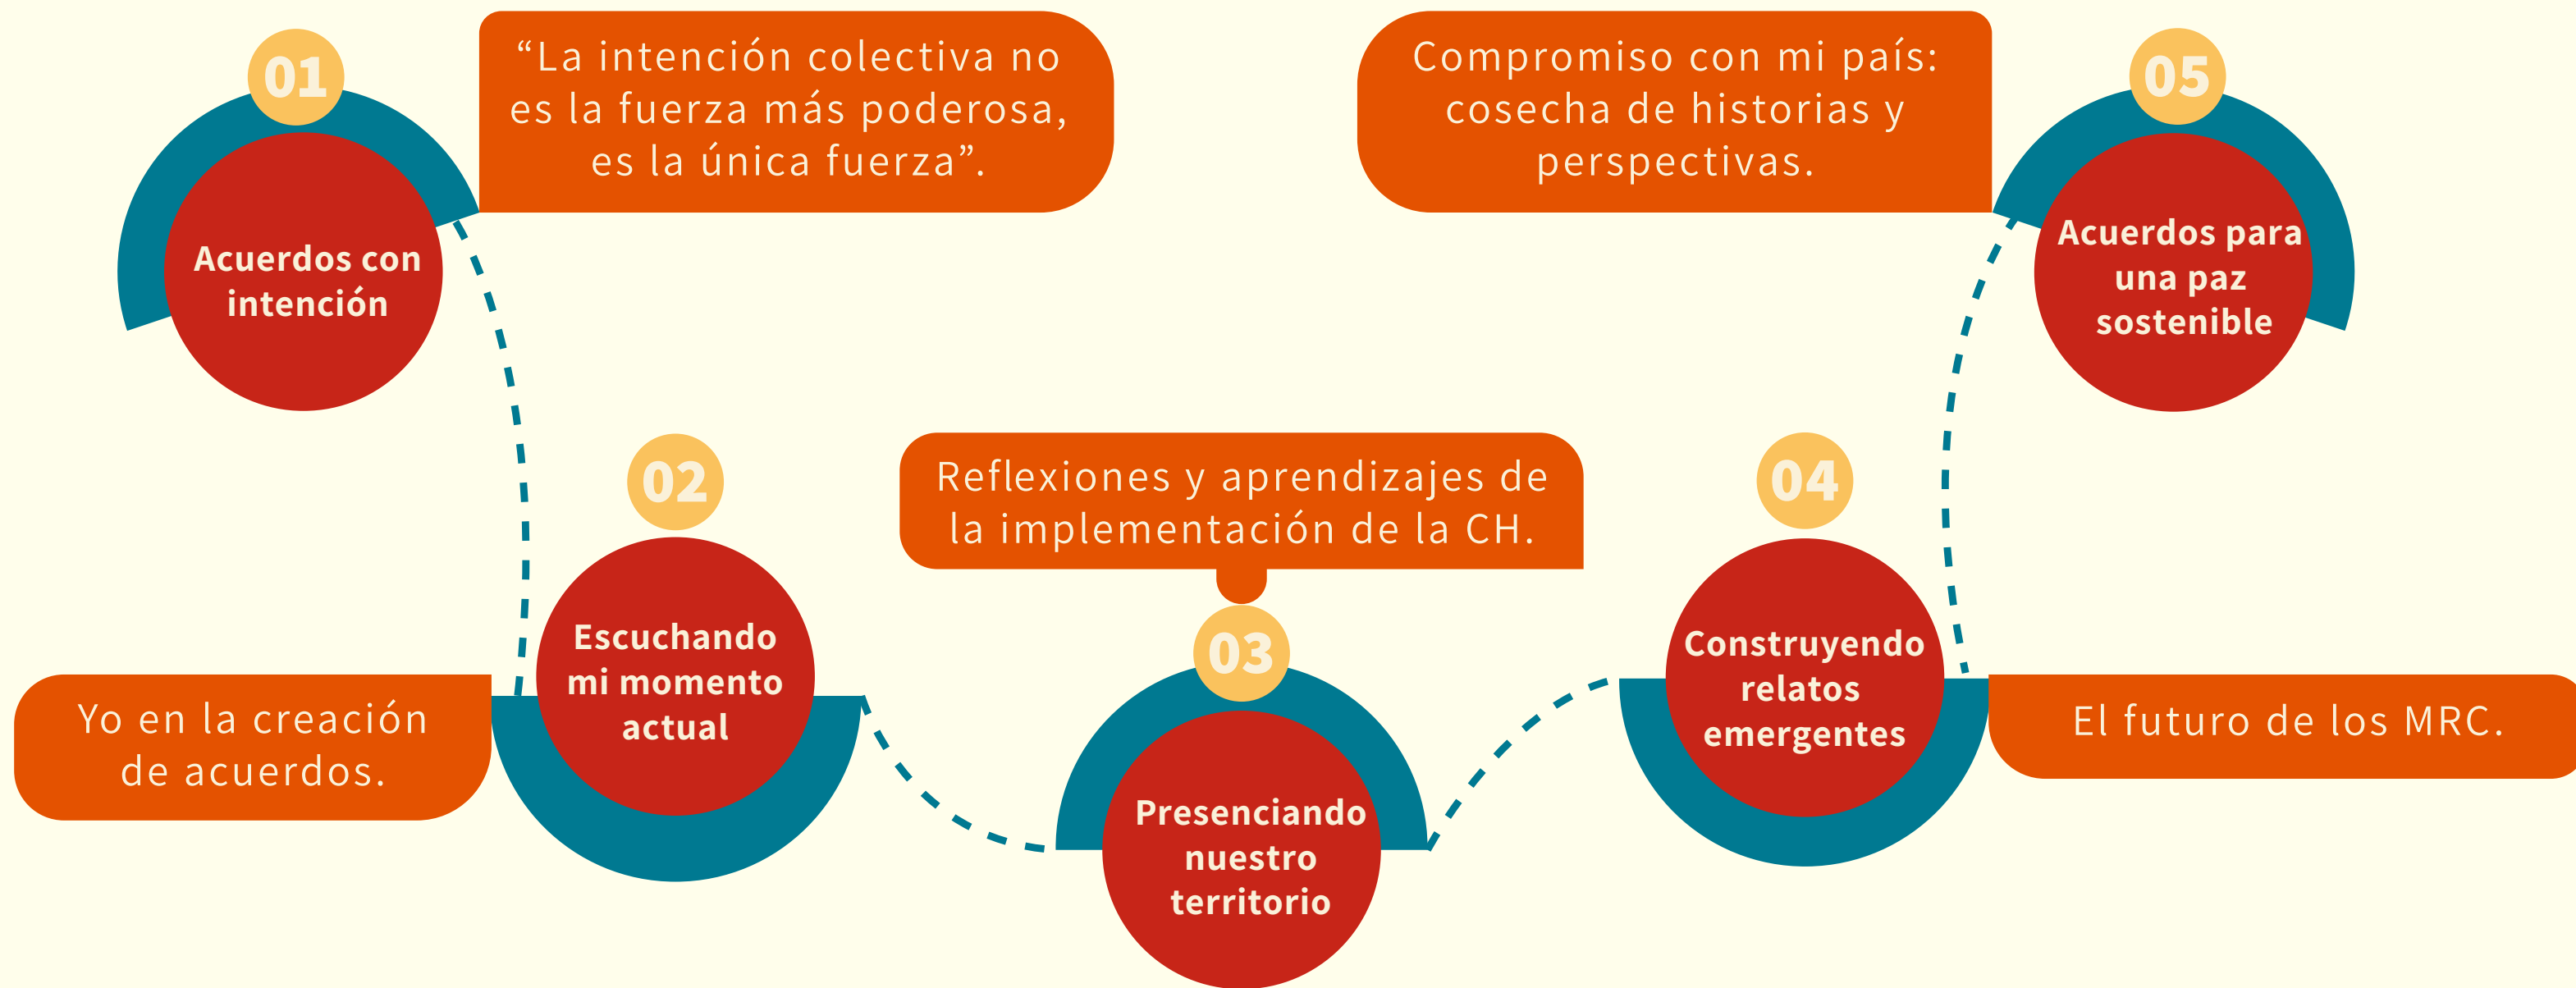 01
Acuerdos con
intención
“La intención colectiva no
es la fuerza más poderosa,
es la única fuerza”.
02
Escuchando
mi momento
actual
Yo en la creación
de acuerdos.
03
Presenciando
nuestro
territorio
Reflexiones y aprendizajes de
la implementación de la CH.
04
Construyendo
relatos
emergentes
El futuro de los MRC.
05
Acuerdos para
una paz
sostenible
Compromiso con mi país:
cosecha de historias y
perspectivas.